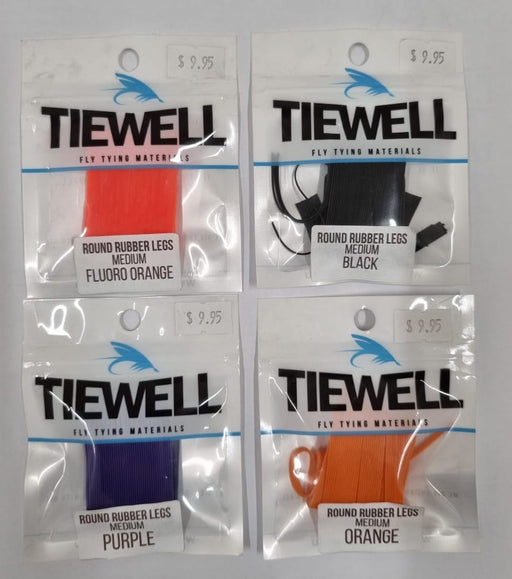 $ 9.95
TIEWELL
FLY TYING MATERIALS
ROUND RUBBER LEGS
MEDIUM
FLUORO ORANGE
$ 9.95
TIEWELL
FLY TYING MATERIALS
ROUND RUBBER LEGS
MEDIUM
BLACK
$ 9.95
TIEWELL
FLY TYING MATERIALS
ROUND RUBBER LEGS
MEDIUM
PURPLE
$ 9.95
TIEWELL
FLY TYING MATERIALS
ROUND RUBBER LEGS
MEDIUM
ORANGE